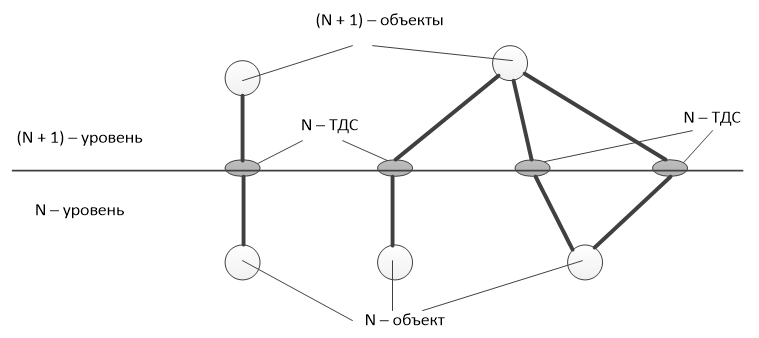 (N + 1) – объекты
N – ТДС
N – ТДС
(N + 1) – уровень
N – уровень
N – объект